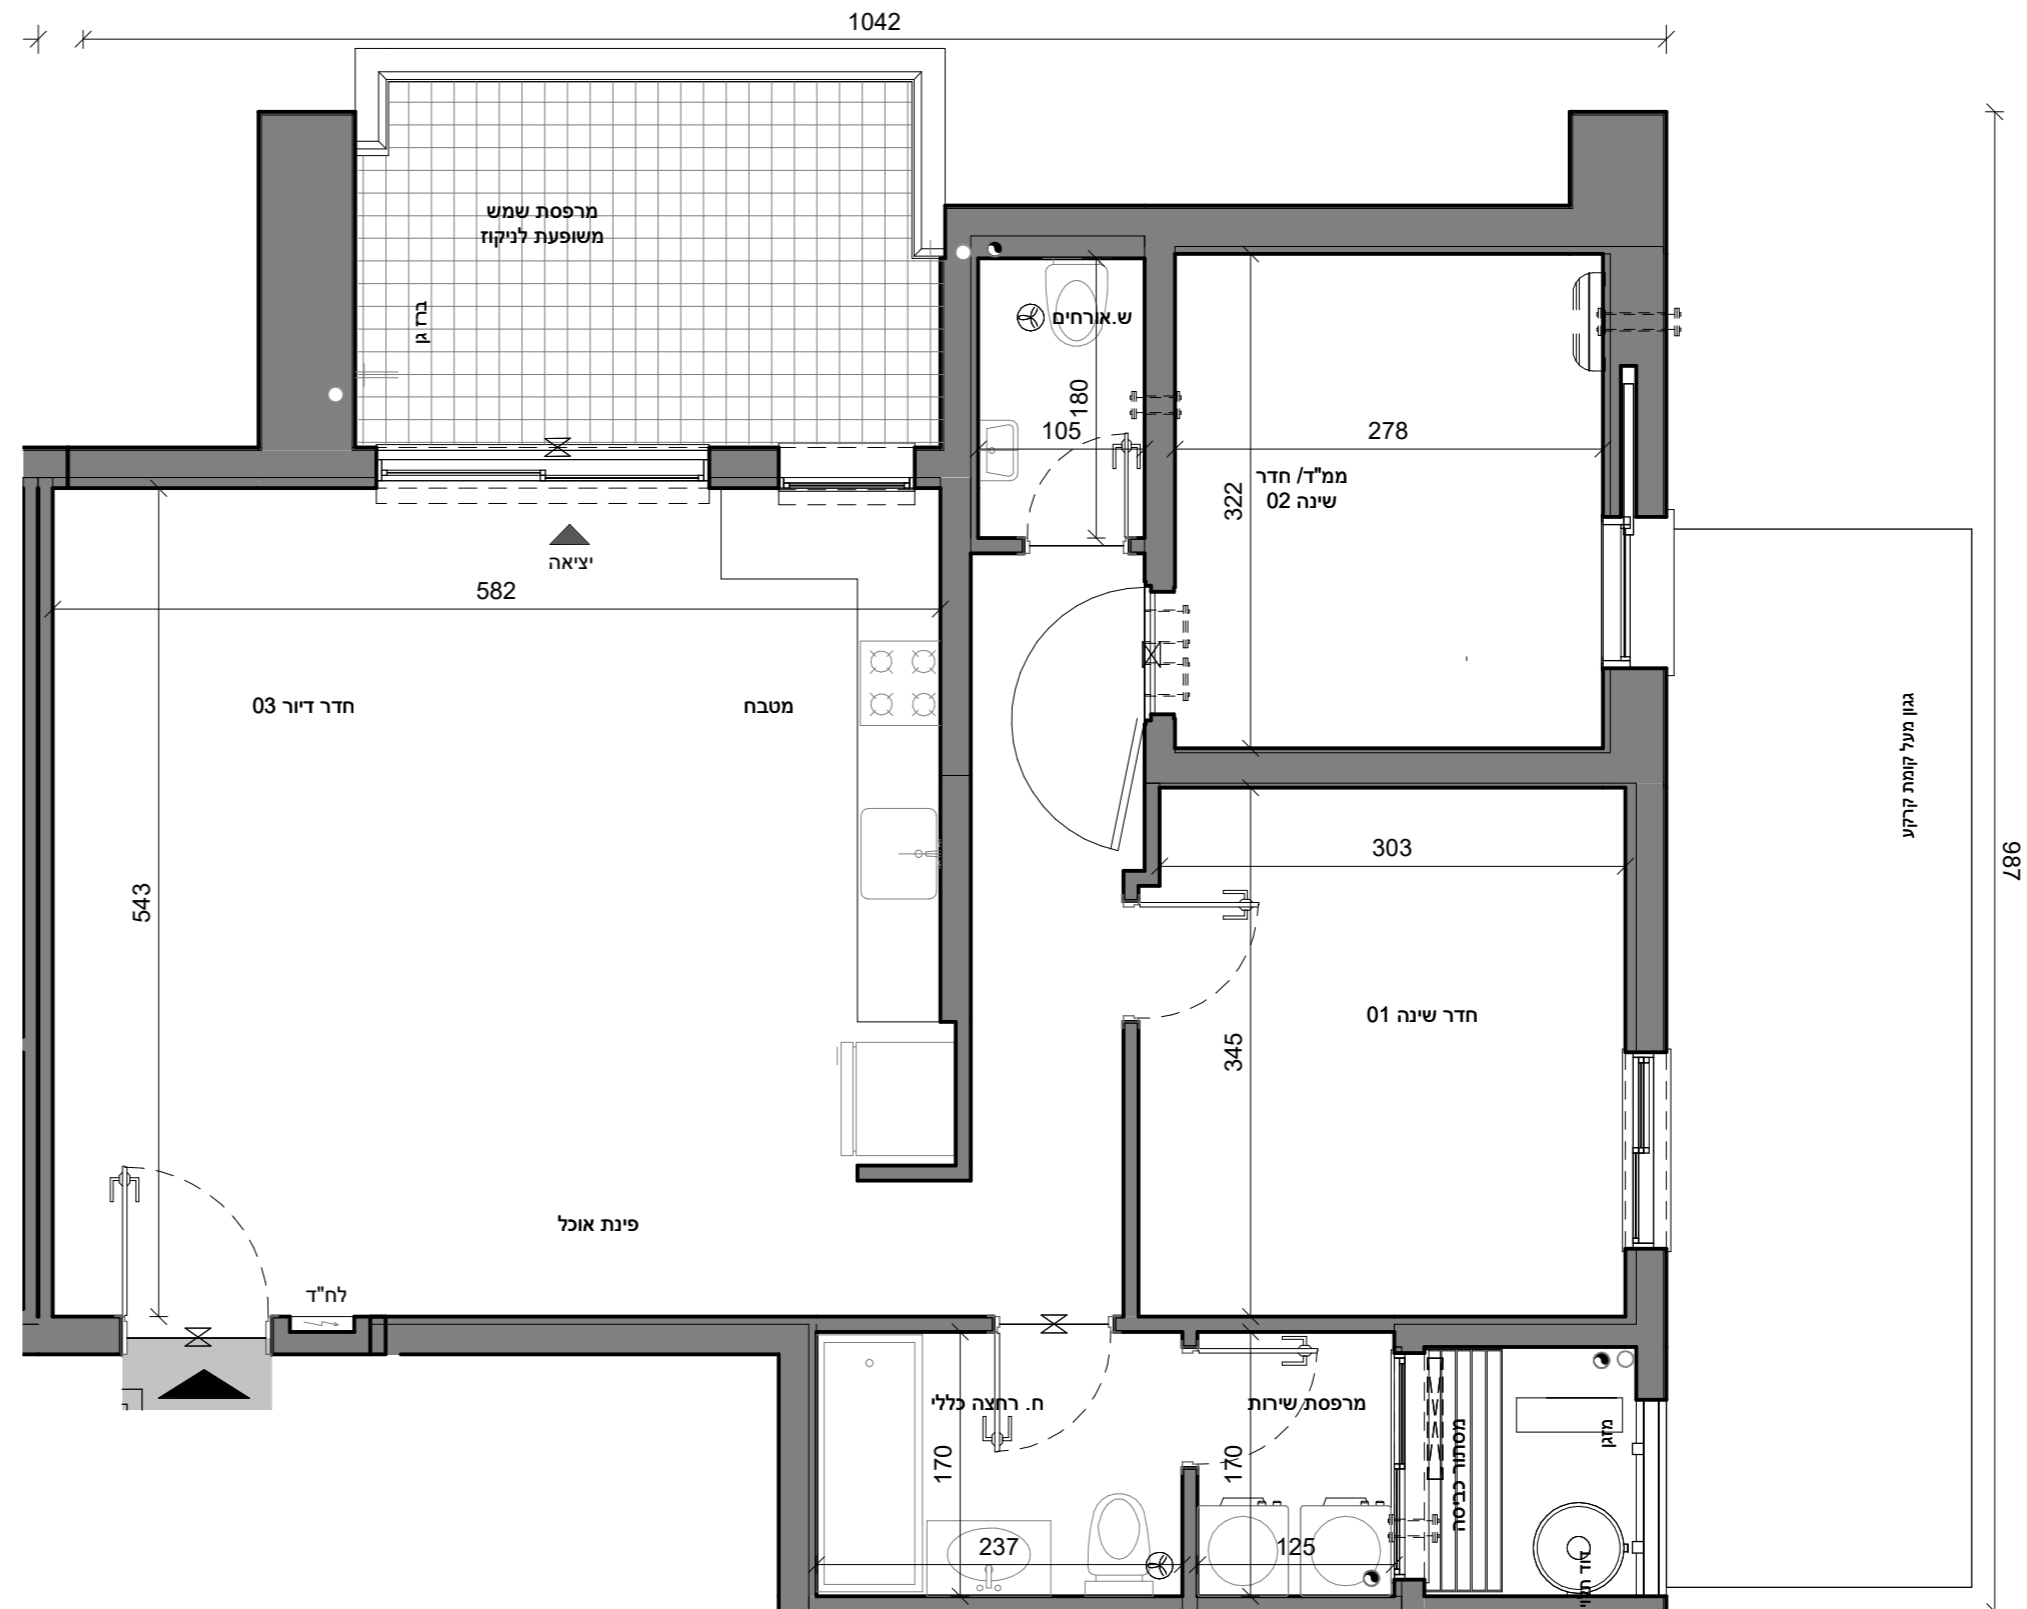 1042
מרפסת שמש
משופעת לניקוז
ברז גן
ש.אורחים
180
105
278
ממ"ד/ חדר
שינה 02
322
יציאה
582
חדר דיור 03
מטבח
גגון מעל קומת קרקע
987
303
543
חדר שינה 01
345
פינת אוכל
לח"ד
ח. רחצה כללי
מרפסת שירות
מסתור כביסה
מזגן
170
170
237
125